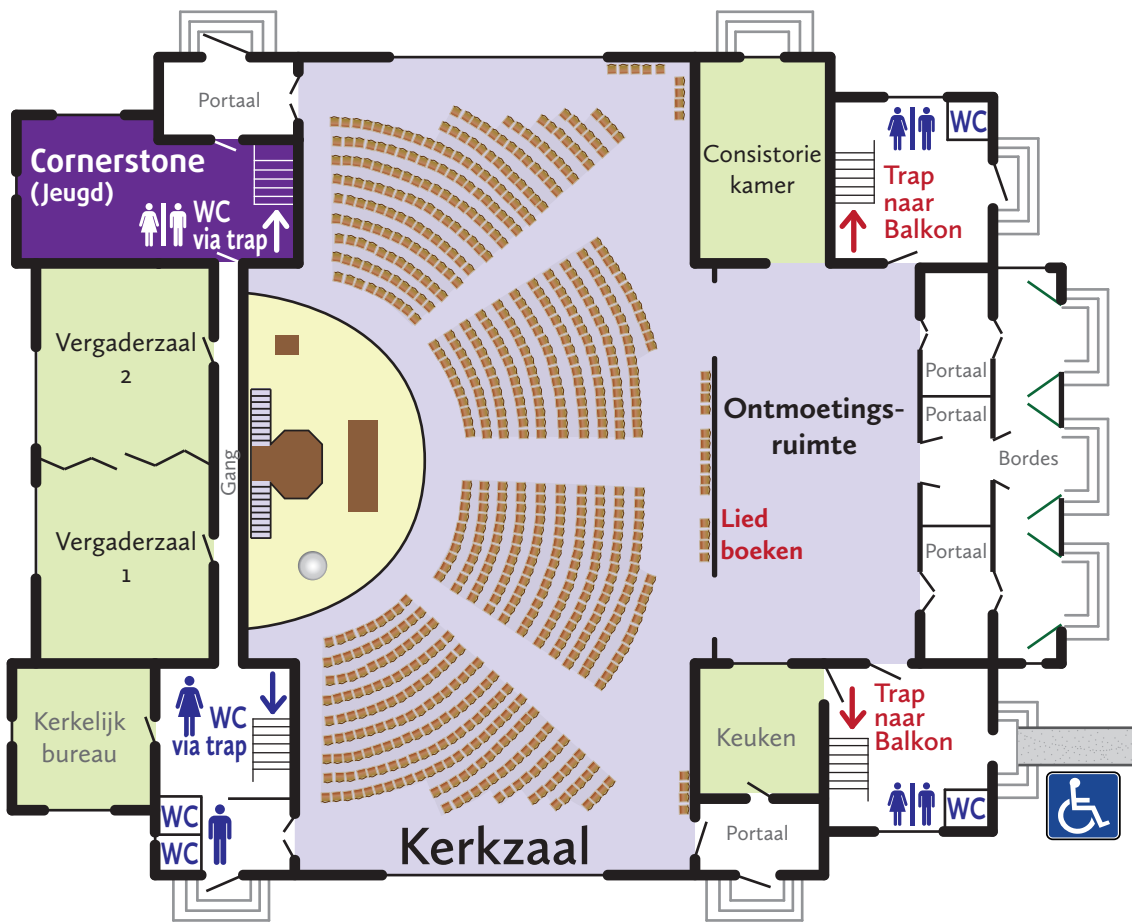 Portaal
Cornerstone
(Jeugd)
WC
via trap
Consistorie
kamer
WC
Trap
naar
Balkon
Vergaderzaal
2
Gang
Vergaderzaal
1
Ontmoetings-
ruimte
Lied
boeken
Portaal
Portaal
Bordes
Portaal
Kerkelijk
bureau
WC
via trap
WC
WC
Kerkzaal
Keuken
Portaal
Trap
naar
Balkon
WC